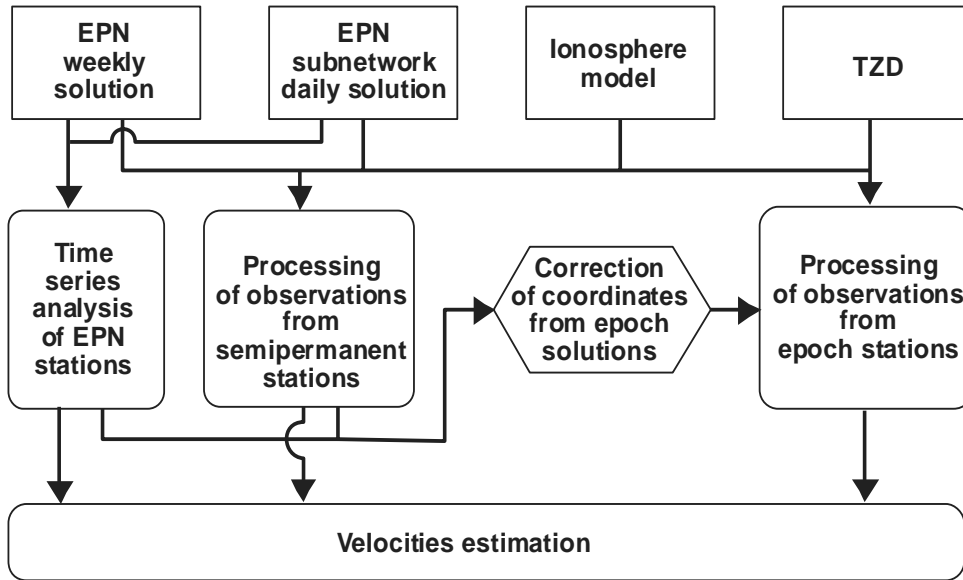 EPN
weekly
solution
EPN
subnetwork
daily solution
Ionosphere
model
TZD
Time
series
analysis
of EPN
stations
Processing
of observations
from
semipermanent
stations
Correction
of coordinates
from epoch
solutions
Processing
of observations
from
epoch stations
Velocities estimation